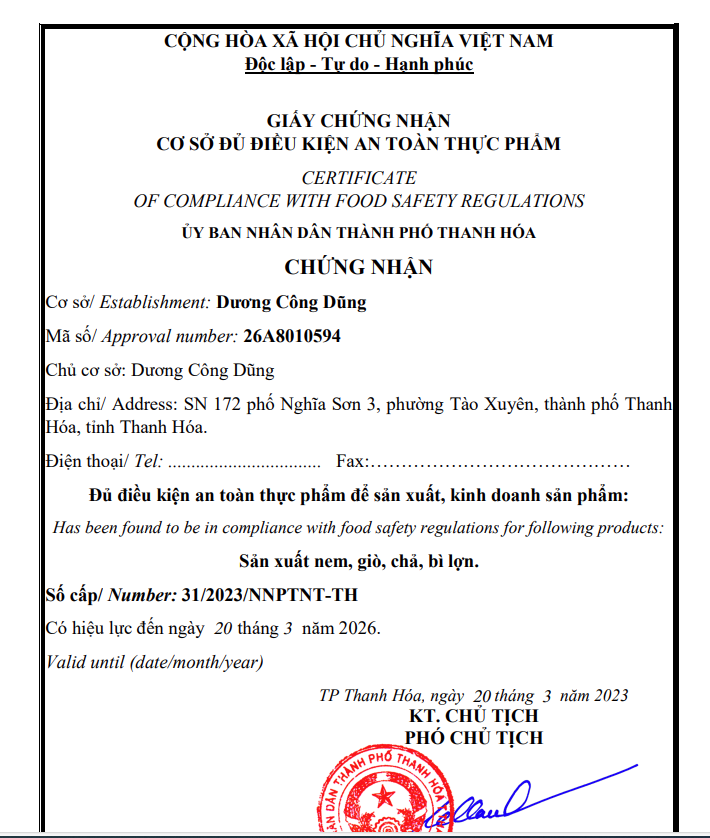 CỘNG HÒA XÃ HỘI CHỦ NGHĨA VIỆT NAM
Độc lập - Tự do - Hạnh phúc
GIẤY CHỨNG NHẬN
CƠ SỞ ĐỦ ĐIỀU KIỆN AN TOÀN THỰC PHẨM
CERTIFICATE
OF COMPLIANCE WITH FOOD SAFETY REGULATIONS
ỦY BAN NHÂN DÂN THÀNH PHỐ THANH HÓA
CHỨNG NHẬN
Cơ sở/ Establishment: Dương Công Dũng
Mã số/ Approval number: 26A8010594
Chủ cơ sở: Dương Công Dũng
Địa chỉ/ Address: SN 172 phố Nghĩa Sơn 3, phường Tào Xuyên, thành phố Thanh
Hóa, tỉnh Thanh Hóa.
Điện thoại/ Tel: ................................. Fax:……………………………………
Đủ điều kiện an toàn thực phẩm để sản xuất, kinh doanh sản phẩm:
Has been found to be in compliance with food safety regulations for following products:
Sản xuất nem, giò, chả, bì lợn.
Số cấp/ Number: 31/2023/NNPTNT-TH
Có hiệu lực đến ngày 20 tháng 3 năm 2026.
Valid until (date/month/year)
TP Thanh Hóa, ngày 20 tháng 3 năm 2023
KT. CHỦ TỊCH
PHÓ CHỦ TỊCH
DÂN THÀNH PHỐ THANH HÓA